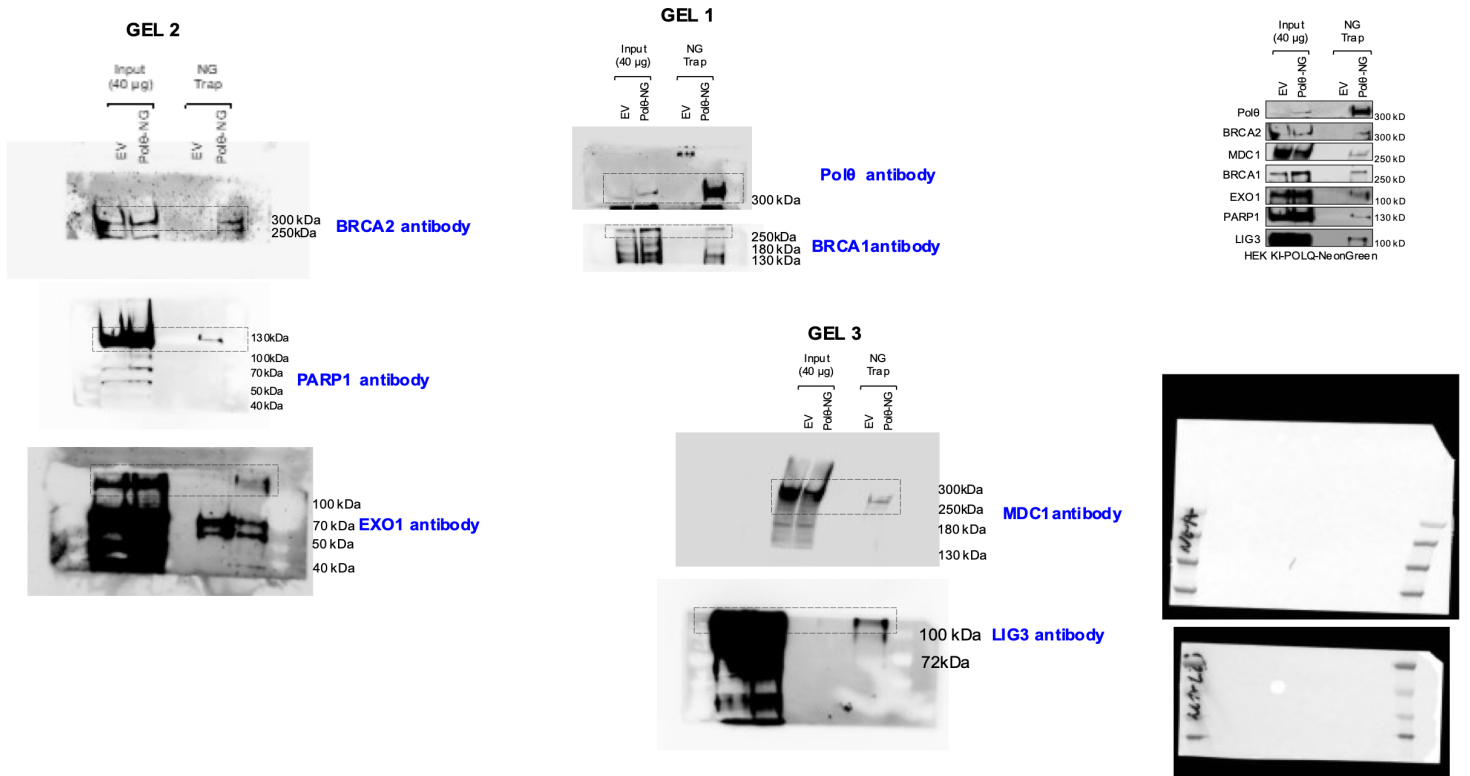 GEL 2
Input
(40 µg)
NG
Trap
EV
Polθ-NG
EV
Polθ-NG
300 kDa
250kDa
BRCA2 antibody
130kDa
100kDa
70 kDa
50 kDa
40 kDa
PARP1 antibody
100 kDa
70 kDa
50 kDa
40 kDa
EXO1 antibody
GEL 1
Input
(40 µg)
NG
Trap
EV
Polθ-NG
EV
Polθ-NG
300 kDa
Polθ antibody
250kDa
180 kDa
130 kDa
BRCA1antibody
GEL 3
Input
(40 µg)
NG
Trap
EV
Polθ-NG
EV
Polθ-NG
300kDa
250kDa
180 kDa
130 kDa
MDC1antibody
100 kDa
72kDa
LIG3 antibody
Input
(40 µg)
NG
Trap
EV
Polθ-NG
EV
Polθ-NG
Polθ 300 kD
BRCA2 300 kD
MDC1 250 kD
BRCA1 250 kD
EXO1 100 kD
PARP1 130 kD
LIG3 100 kD
HEK KI-POLQ-NeonGreen